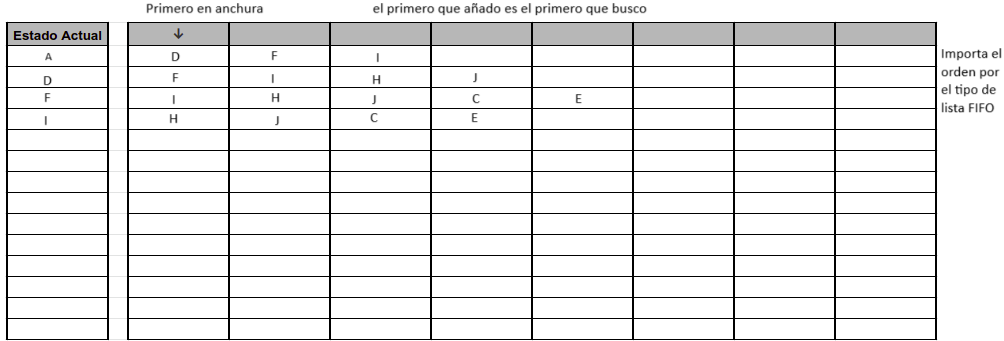 Primero en anchura el primero que añado es el primero que busco
Estado Actual ↓
A D F I
D F I H J
F I H J C E
I H J C E
Importa el
orden por
el tipo de
lista FIFO